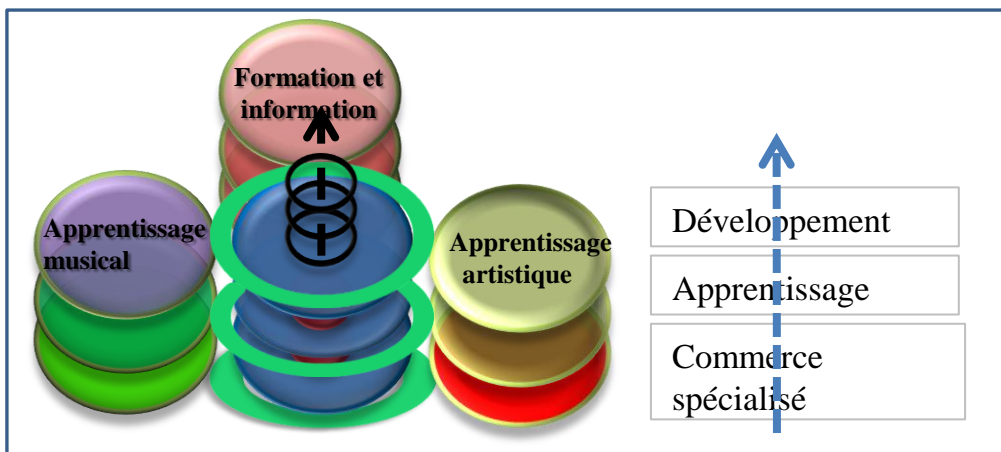 Formation et
information
Apprentissage
musical
Apprentissage
artistique
Développement
Apprentissage
Commerce
spécialisé